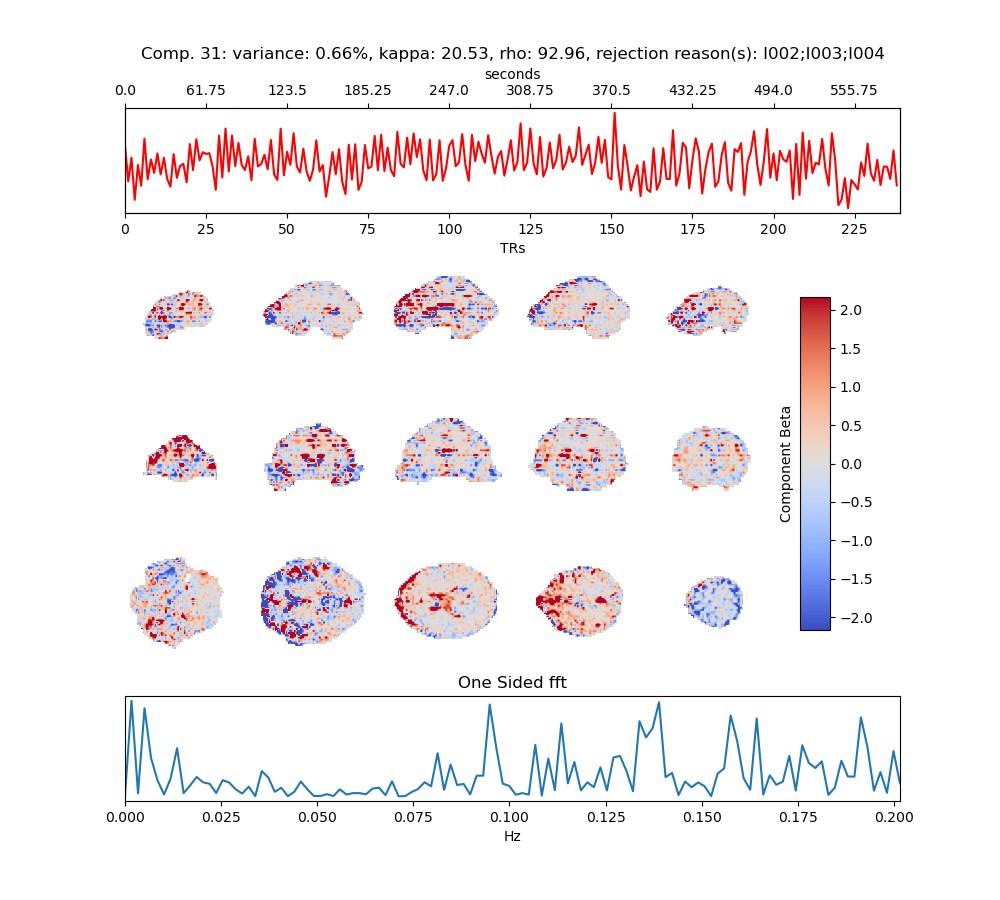 Comp. 31: variance: 0.66%, kappa: 20.53, rho: 92.96, rejection reason(s): I002;I003;I004
seconds
0.0 61.75 123.5 185.25 247.0 308.75 370.5 432.25 494.0 555.75
0 25 50 75 100 125 150 175 200 225
TRs
2.0
1.5
1.0
0.5
0.0
−0.5
−1.0
−1.5
−2.0
Component Beta
One Sided fft
0.000 0.025 0.050 0.075 0.100 0.125 0.150 0.175 0.200
Hz